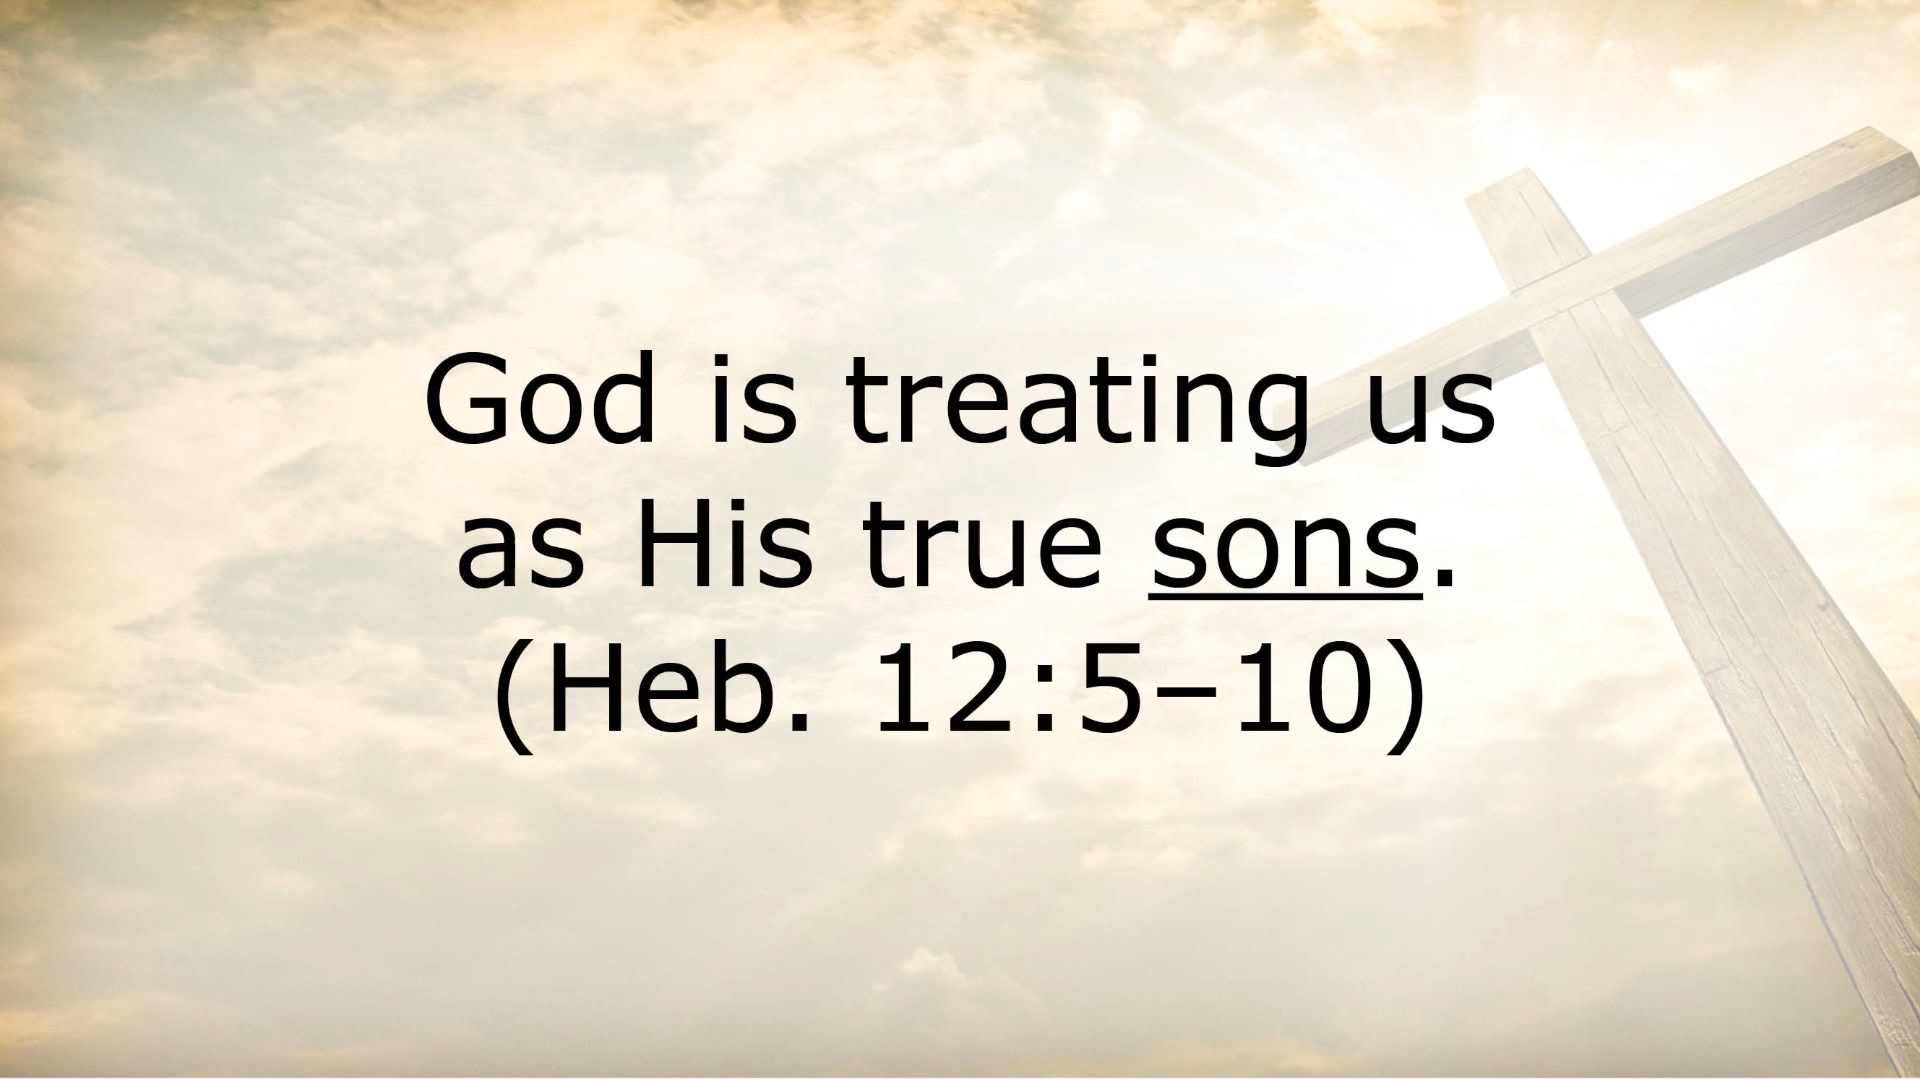 God is treating us
as His true sons.
(Heb. 12:5–10)